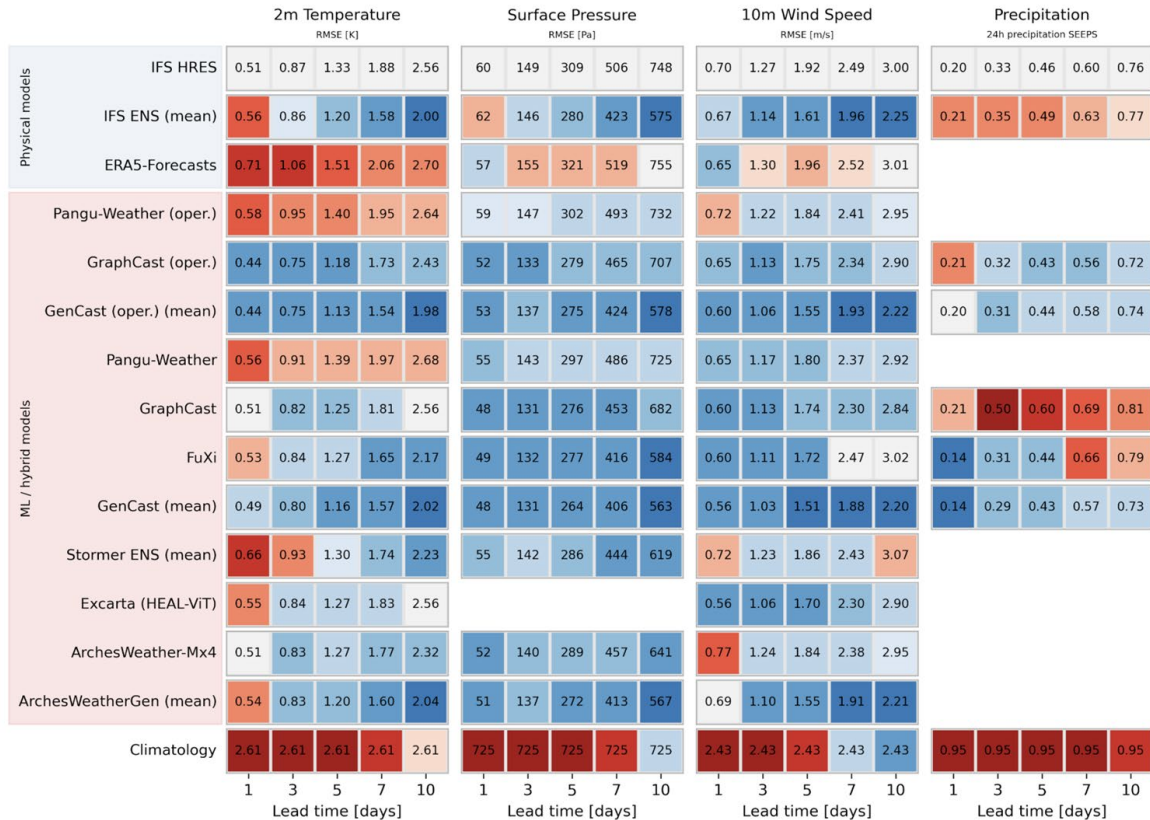 2m Temperature Surface Pressure 10m Wind Speed Precipitation
RMSE [K] RMSE [Pa] RMSE [m/s] 24h precipitation SEEPS
Physical models
IFS HRES 0.51 0.87 1.33 1.88 2.56 60 149 309 506 748 0.70 1.27 1.92 2.49 3.00 0.20 0.33 0.46 0.60 0.76
IFS ENS (mean) 0.56 0.86 1.20 1.58 2.00 62 146 280 423 575 0.67 1.14 1.61 1.96 2.25 0.21 0.35 0.49 0.63 0.77
ERA5-Forecasts 0.71 1.06 1.51 2.06 2.70 57 155 321 519 755 0.65 1.30 1.96 2.52 3.01
ML / hybrid models
Pangu-Weather (oper.) 0.58 0.95 1.40 1.95 2.64 59 147 302 493 732 0.72 1.22 1.84 2.41 2.95
GraphCast (oper.) 0.44 0.75 1.18 1.73 2.43 52 133 279 465 707 0.65 1.13 1.75 2.34 2.90 0.21 0.32 0.43 0.56 0.72
GenCast (oper.) (mean) 0.44 0.75 1.13 1.54 1.98 53 137 275 424 578 0.60 1.06 1.55 1.93 2.22 0.20 0.31 0.44 0.58 0.74
Pangu-Weather 0.56 0.91 1.39 1.97 2.68 55 143 297 486 725 0.65 1.17 1.80 2.37 2.92
GraphCast 0.51 0.82 1.25 1.81 2.56 48 131 276 453 682 0.60 1.13 1.74 2.30 2.84 0.21 0.50 0.60 0.69 0.81
FuXi 0.53 0.84 1.27 1.65 2.17 49 132 277 416 584 0.60 1.11 1.72 2.47 3.02 0.14 0.31 0.44 0.66 0.79
GenCast (mean) 0.49 0.80 1.16 1.57 2.02 48 131 264 406 563 0.56 1.03 1.51 1.88 2.20 0.14 0.29 0.43 0.57 0.73
Stormer ENS (mean) 0.66 0.93 1.30 1.74 2.23 55 142 286 444 619 0.72 1.23 1.86 2.43 3.07
Excarta (HEAL-ViT) 0.55 0.84 1.27 1.83 2.56 0.56 1.06 1.70 2.30 2.90
ArchesWeather-Mx4 0.51 0.83 1.27 1.77 2.32 52 140 289 457 641 0.77 1.24 1.84 2.38 2.95
ArchesWeatherGen (mean) 0.54 0.83 1.20 1.60 2.04 51 137 272 413 567 0.69 1.10 1.55 1.91 2.21
Climatology 2.61 2.61 2.61 2.61 2.61 725 725 725 725 725 2.43 2.43 2.43 2.43 2.43 0.95 0.95 0.95 0.95 0.95
1 3 5 7 10 1 3 5 7 10 1 3 5 7 10 1 3 5 7 10
Lead time [days] Lead time [days] Lead time [days] Lead time [days]